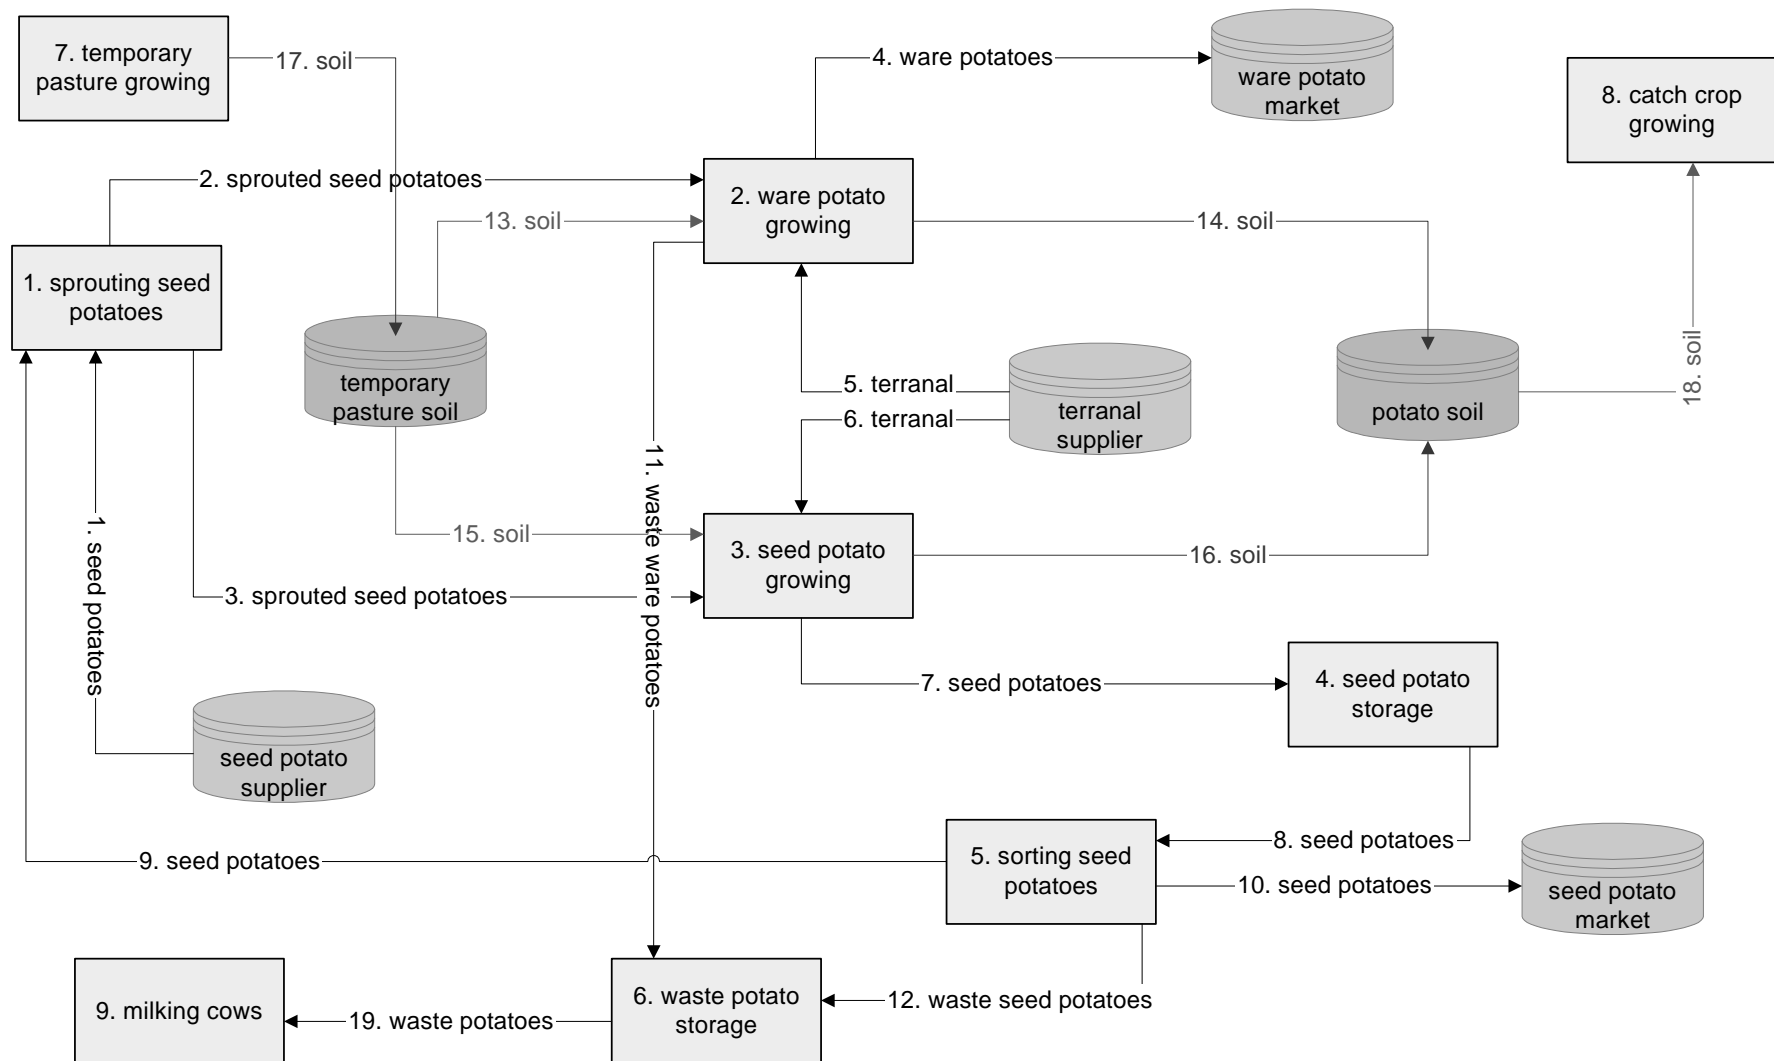 7. temporary
pasture growing
17. soil
4. ware potatoes
ware potato
market
8. catch crop
growing
2. sprouted seed potatoes
2. ware potato
growing
13. soil
14. soil
1. sprouting seed
potatoes
temporary
pasture soil
5. terranal
6. terranal
terranal
supplier
potato soil
18. soil
11. waste ware potatoes
1. seed potatoes
15. soil
3. seed potato
growing
16. soil
3. sprouted seed potatoes
7. seed potatoes
4. seed potato
storage
seed potato
supplier
9. seed potatoes
5. sorting seed
potatoes
8. seed potatoes
10. seed potatoes
seed potato
market
9. milking cows
19. waste potatoes
6. waste potato
storage
12. waste seed potatoes